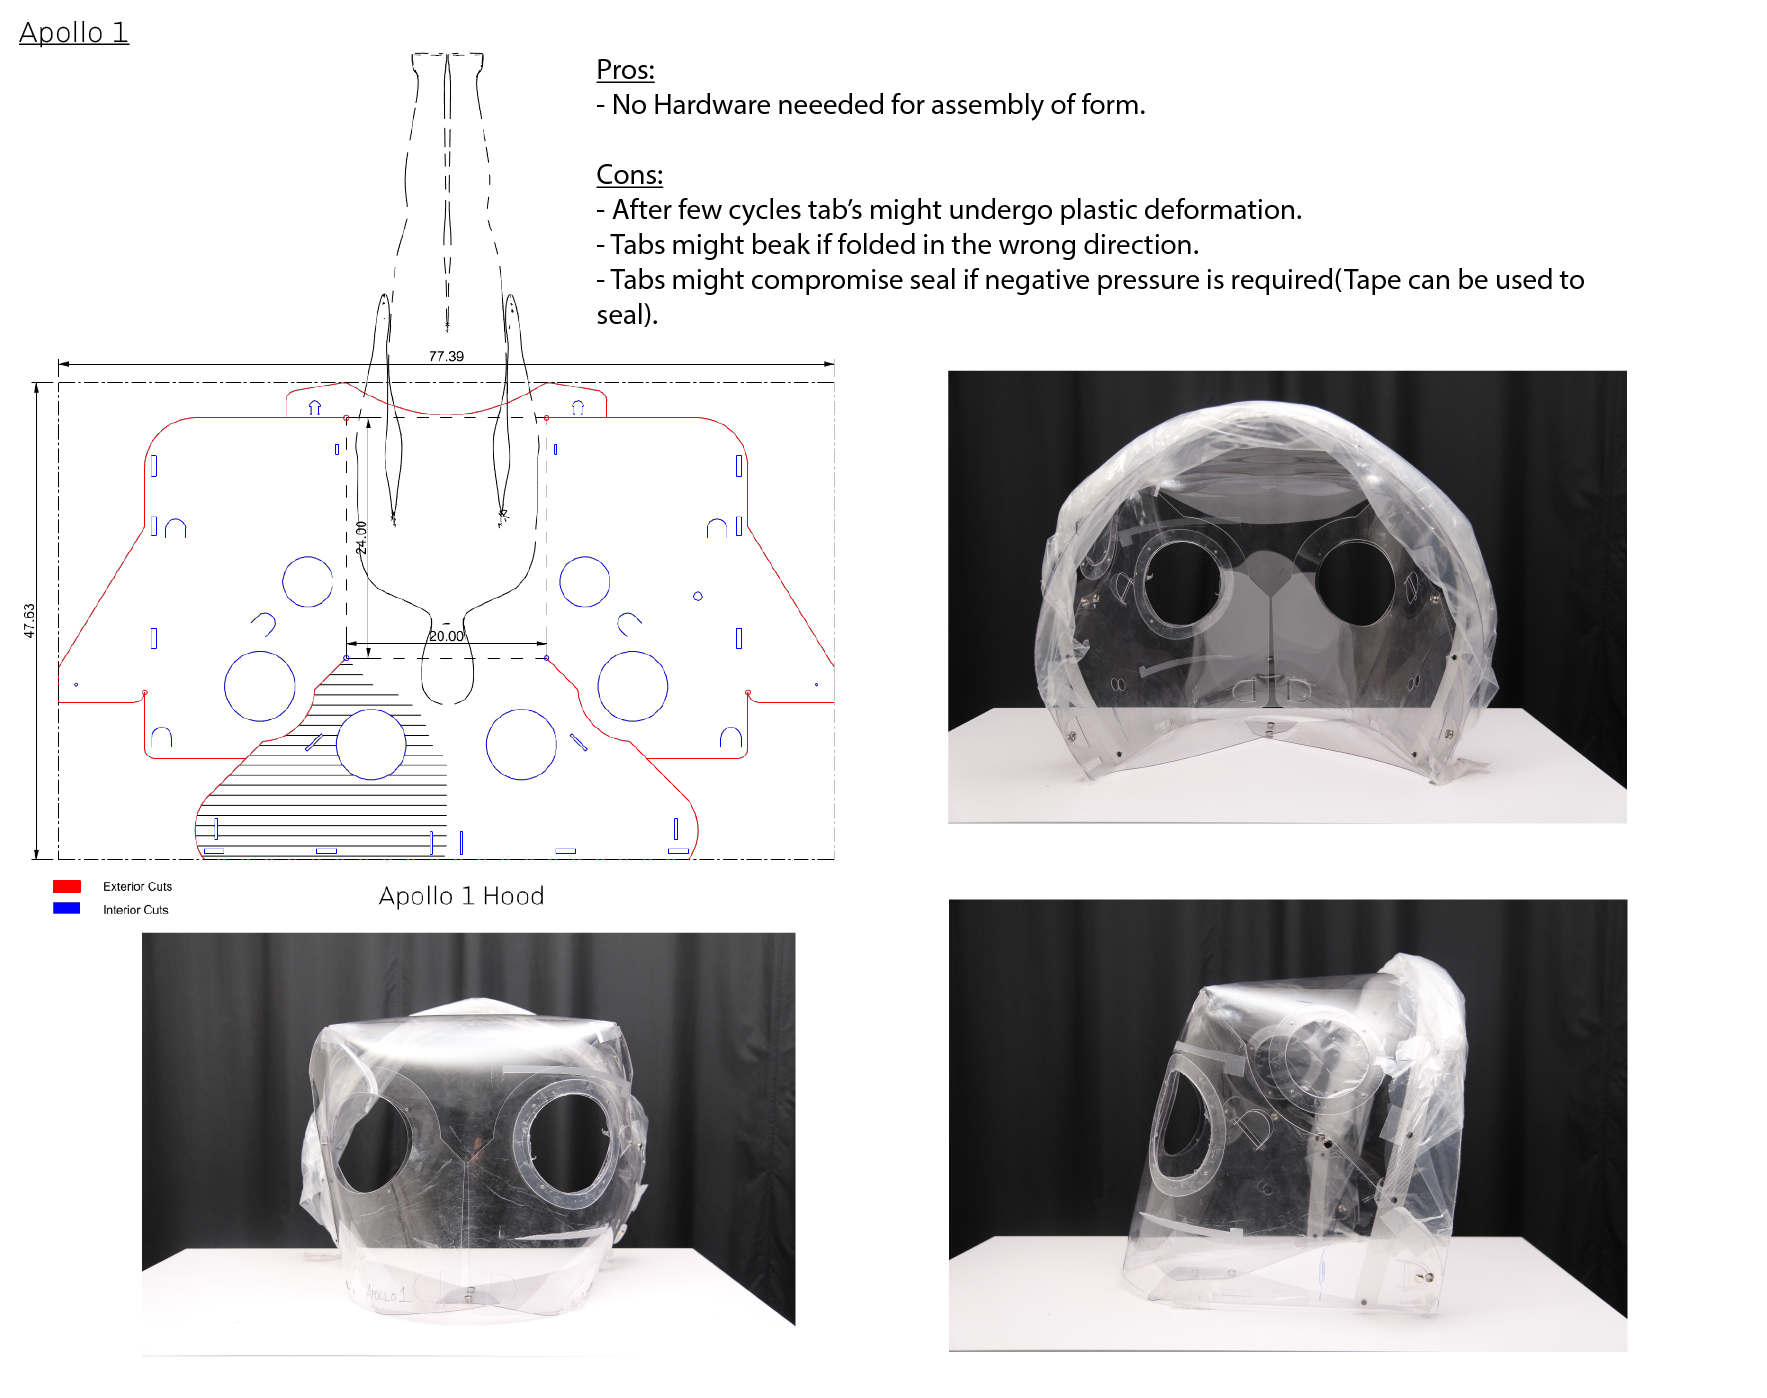 Apollo 1
Pros:
- No Hardware neeeded for assembly of form.
Cons:
- After few cycles tab's might undergo plastic deformation.
- Tabs might beak if folded in the wrong direction.
- Tabs might compromise seal if negative pressure is required(Tape can be used to
seal).
77.39
47.63
24.00
20.00
Exterior Cuts
Interior Cuts
Apollo 1 Hood
APOLLO 1